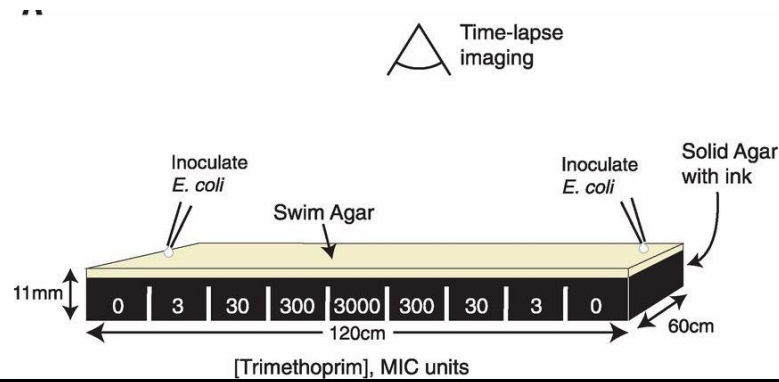 Time-lapse
imaging
Inoculate
E. coli
Inoculate
E. coli
Solid Agar
with ink
Swim Agar
11mm
0 3 30 300 3000 300 30 3 0
120cm
60cm
[Trimethoprim], MIC units